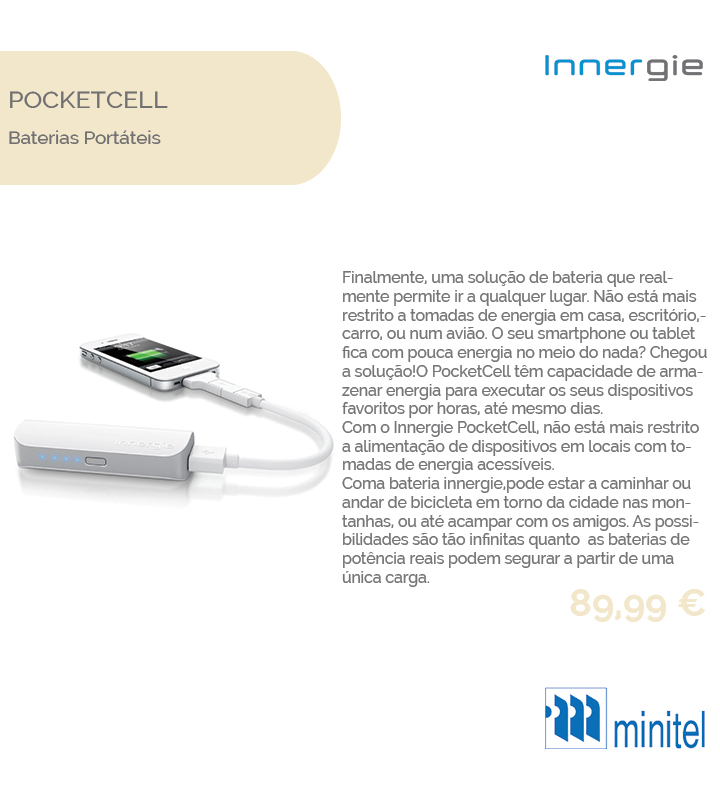 Innergie
POCKETCELL
Baterias Portáteis
Finalmente, uma solução de bateria que real-
mente permite ir a qualquer lugar. Não está mais
restrito a tomadas de energia em casa, escritório,-
carro, ou num avião. O seu smartphone ou tablet
fica com pouca energia no meio do nada? Chegou
a solução!O PocketCell têm capacidade de arma-
zenar energia para executar os seus dispositivos
favoritos por horas, até mesmo dias.
Com o Innergie PocketCell, não está mais restrito
a alimentação de dispositivos em locais com to-
madas de energia acessíveis.
Coma bateria innergie,pode estar a caminhar ou
andar de bicicleta em torno da cidade nas mon-
tanhas, ou até acampar com os amigos. As possi-
bilidades são tão infinitas quanto  as baterias de
potência reais podem segurar a partir de uma
única carga.
innergie
89,99 €
minitel